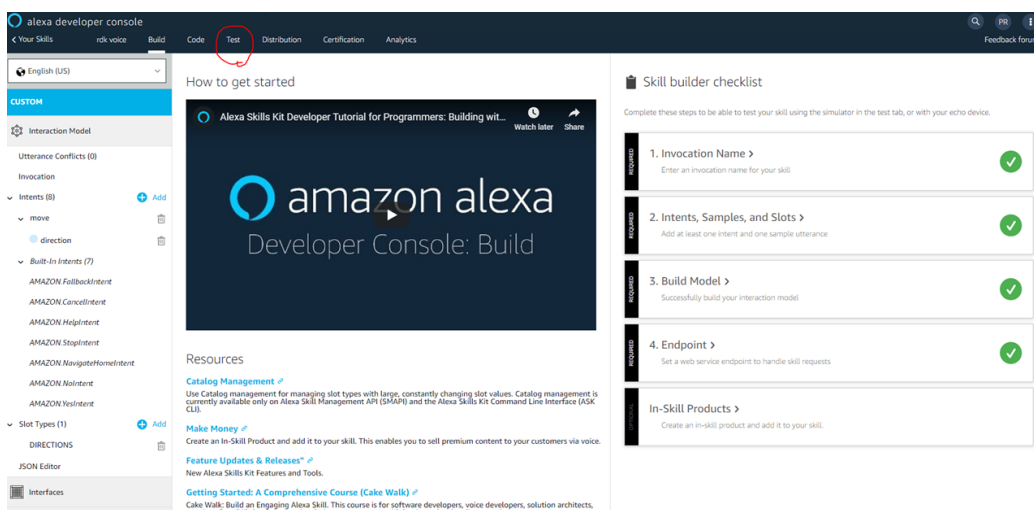 alexa developer console
PR
Your Skills
rdk voice
Build
Code
Test
Distribution
Certification
Analytics
Feedback forun
English (US)
CUSTOM
Interaction Model
Utterance Conflicts (0)
Invocation
Intents (8)
Add
move
direction
Built-In Intents (7)
AMAZON.FallbackIntent
AMAZON.CancelIntent
AMAZON.HelpIntent
AMAZON.StopIntent
AMAZON.NavigateHomeIntent
AMAZON.NoIntent
AMAZON.YesIntent
Slot Types (1)
Add
DIRECTIONS
JSON Editor
Interfaces
How to get started
Alexa Skills Kit Developer Tutorial for Programmers: Building wit...
Watch later
Share
amazon alexa
Developer Console: Build
Resources
Catalog Management
Use Catalog management for managing slot types with large, constantly changing slot values. Catalog management is
currently available only on Alexa Skill Management API (SMAPI) and the Alexa Skills Kit Command Line Interface (ASK
CLI).
Make Money
Create an In-Skill Product and add it to your skill. This enables you to sell premium content to your customers via voice.
Feature Updates & Releases"
New Alexa Skills Kit Features and Tools.
Getting Started: A Comprehensive Course (Cake Walk)
Cake Walk: Build an Engaging Alexa Skill. This course is for software developers, voice developers, solution architects,
Skill builder checklist
Complete these steps to be able to test your skill using the simulator in the test tab, or with your echo device.
REQUIRED
1. Invocation Name
Enter an invocation name for your skill
REQUIRED
2. Intents, Samples, and Slots
Add at least one intent and one sample utterance
REQUIRED
3. Build Model
Successfully build your interaction model
REQUIRED
4. Endpoint
Set a web service endpoint to handle skill requests
OPTIONAL
In-Skill Products
Create an in-skill product and add it to your skill.